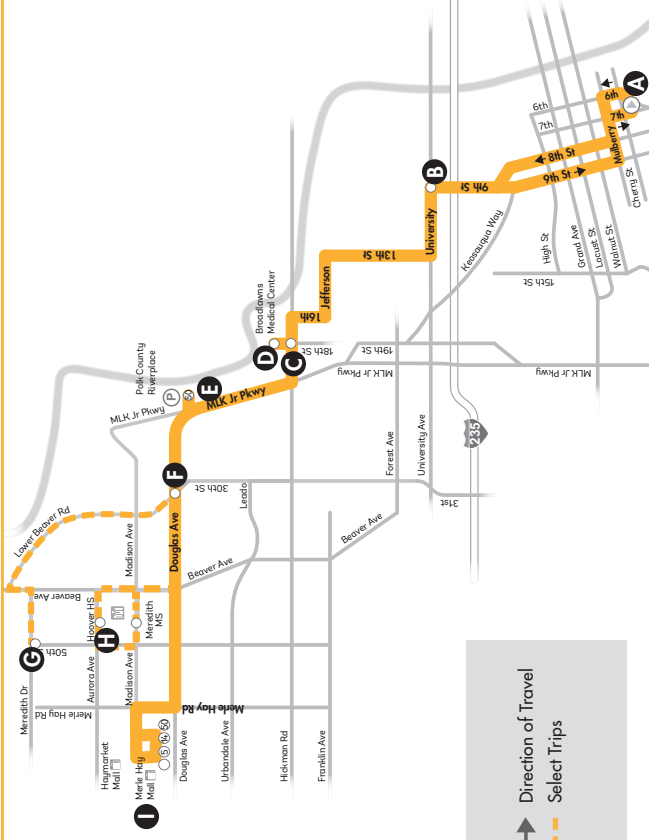 A
6th
7th
6th
7th
Mulberry
8th St
9th St
Cherry St
Walnut St
Locust St
Grand Ave
High St
15th St
Keosauqua Way
B
9th St
University
13th St
Jefferson
16th
Broadlawns
Medical Center
D
C
18th St
19th St
MLK Jr Pkwy
MLK Jr Pkwy
235
Polk County
Riverplace
P
50
E
MLK Jr Pkwy
MLK Jr Pkwy
Forest Ave
University Ave
F
30th St
31st
Leado
Douglas Ave
Beaver Ave
Beaver Ave
Lower Beaver Rd
Madison Ave
Beaver Ave
Hoover HS
Meredith
MS
H
G
50th St
Aurora Ave
Madison Ave
Meredith Dr
Merle Hay Rd
Merle Hay Rd
Haymarket
Mall
Merle Hay
Mall
5 14 50
I
Douglas Ave
Urbandale Ave
Hickman Rd
Franklin Ave
Direction of Travel
Select Trips